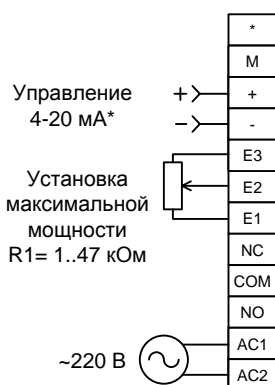 *
M
Управление
4-20 мА*
+
+
-
-
E3
Установка
максимальной
мощности
R1= 1..47 кОм
E2
E1
NC
COM
NO
~220 В
AC1
AC2